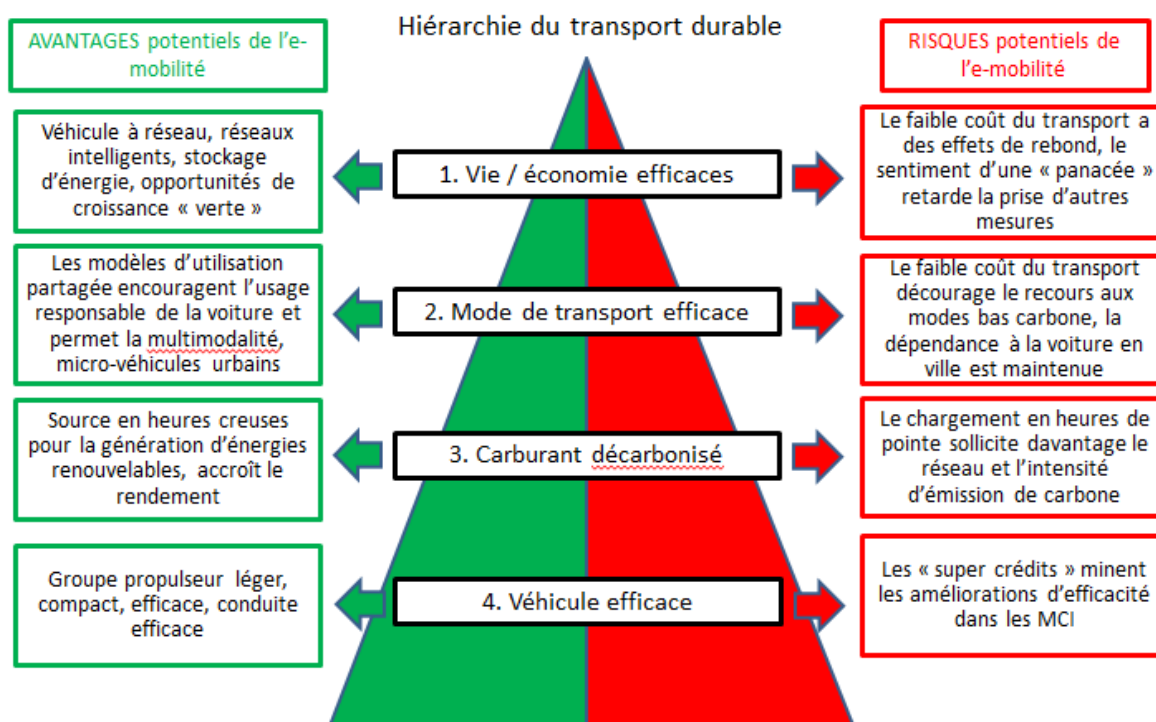 Hiérarchie du transport durable
AVANTAGES potentiels de l'e-
mobilité
RISQUES potentiels de
l'e-mobilité
Véhicule à réseau, réseaux
intelligents, stockage
d'énergie, opportunités de
croissance « verte »
1. Vie / économie efficaces
Le faible coût du transport a
des effets de rebond, le
sentiment d'une « panacée »
retarde la prise d'autres
mesures
Les modèles d'utilisation
partagée encouragent l'usage
responsable de la voiture et
permet la multimodalité,
micro-véhicules urbains
2. Mode de transport efficace
Le faible coût du transport
décourage le recours aux
modes bas carbone, la
dépendance à la voiture en
ville est maintenue
Source en heures creuses
pour la génération d'énergies
renouvelables, accroît le
rendement
3. Carburant décarbonisé
Le chargement en heures de
pointe sollicite davantage le
réseau et l'intensité
d'émission de carbone
Groupe propulseur léger,
compact, efficace, conduite
efficace
4. Véhicule efficace
Les « super crédits » minent
les améliorations d'efficacité
dans les MCI